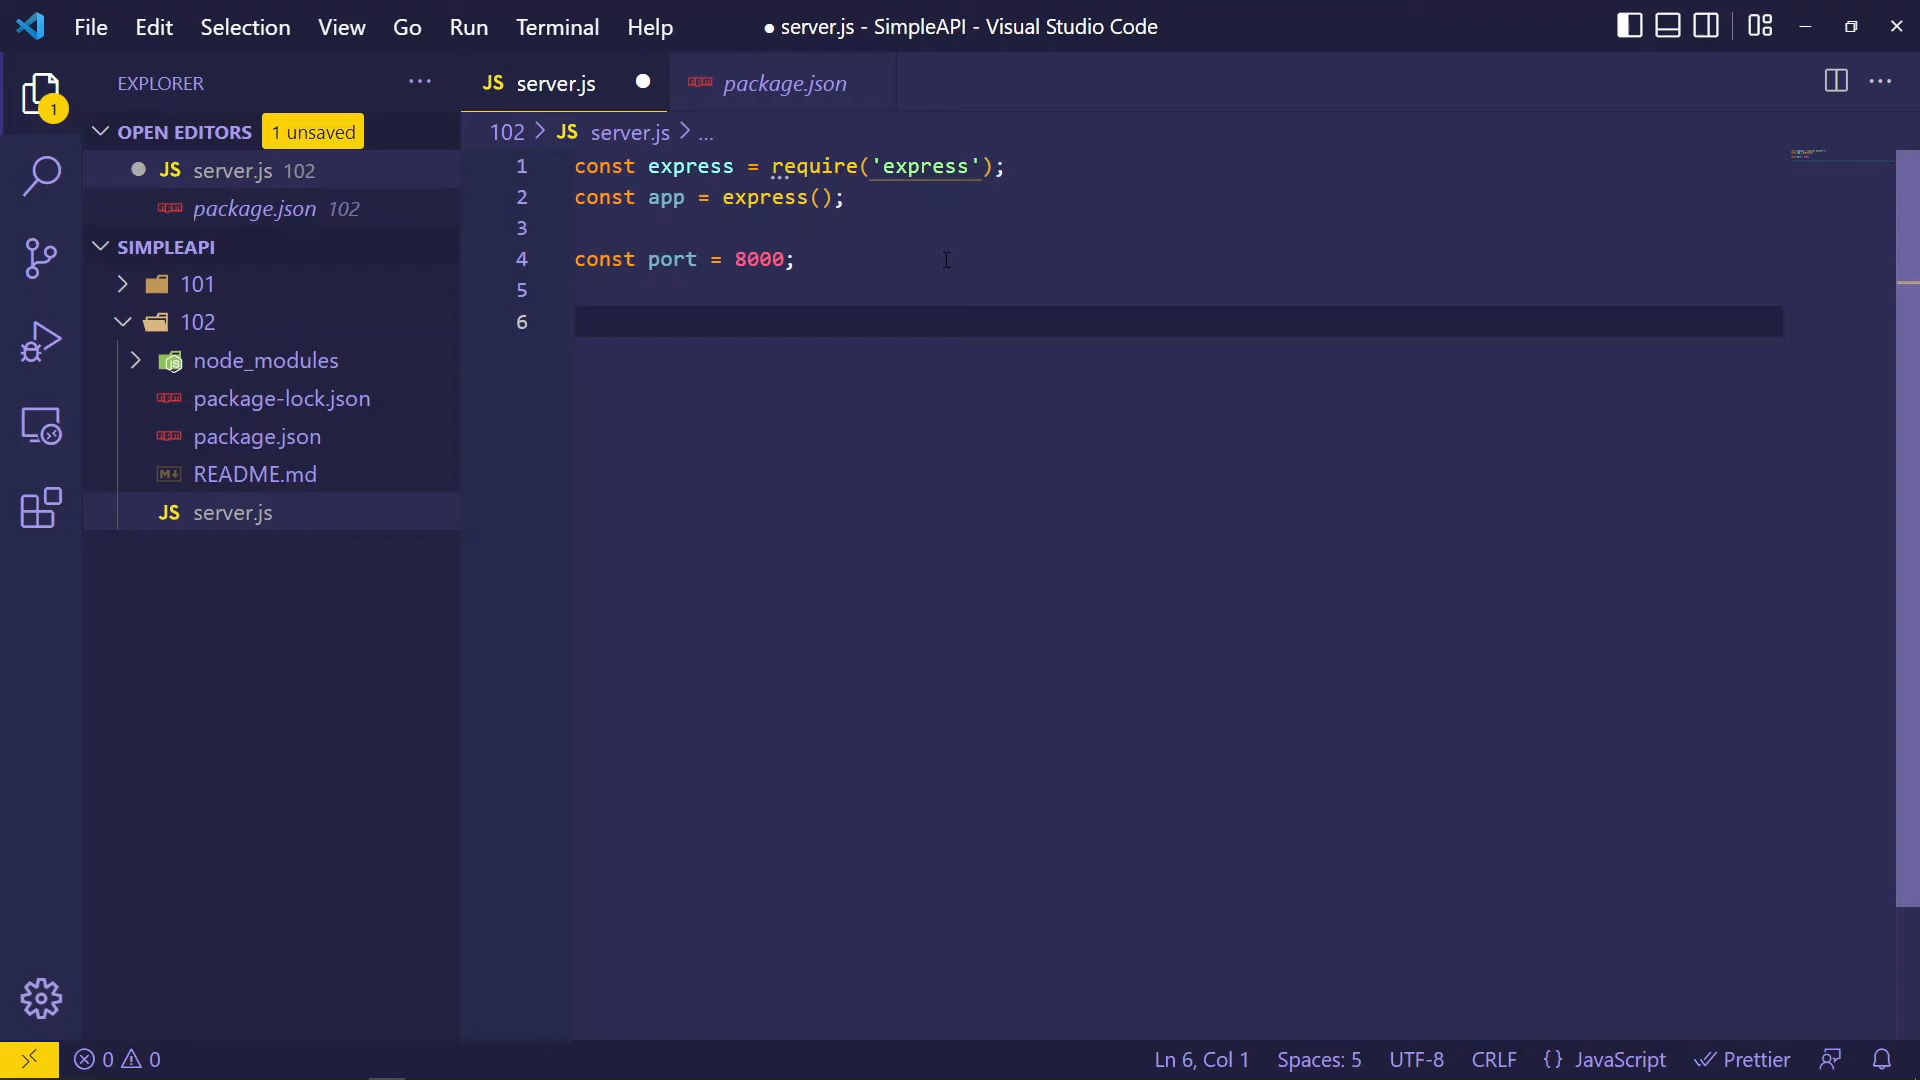 File Edit Selection View Go Run Terminal Help ● server.js - SimpleAPI - Visual Studio Code
EXPLORER ···
JS server.js ● package.json ···
1
OPEN EDITORS 1 unsaved
102 > JS server.js > ...
● JS server.js 102
package.json 102
SIMPLEAPI
101
102
node_modules
package-lock.json
package.json
README.md
JS server.js
1 const express = require('express');
2 const app = express();
3
4 const port = 8000;
5
6
0 0 Ln 6, Col 1 Spaces: 5 UTF-8 CRLF {} JavaScript Prettier